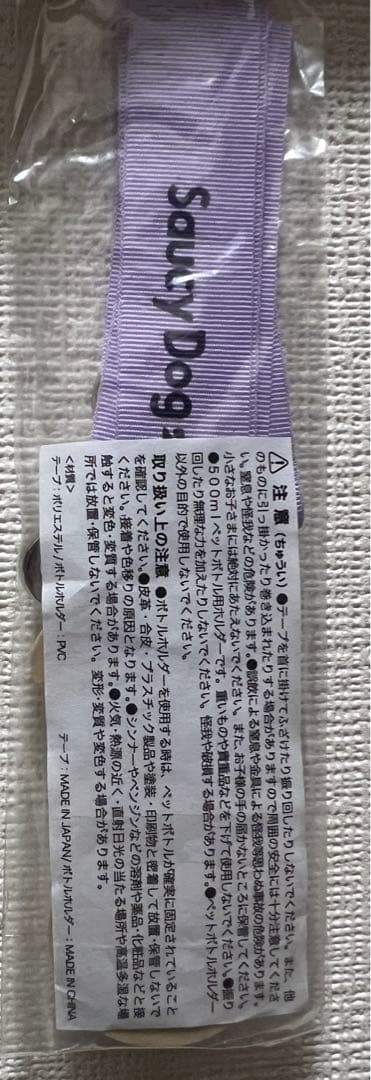 Saucy Dog
⚠ 注 意 (ちゅうい) ●テープを首に掛けてふざけたり振り回したりしないでください。また、他
のものに引っ掛かったり巻き込まれたりする場合がありますので周囲の安全には十分注意してくださ
い。窒息や怪我などの危険があります。●誤飲による窒息や金具による怪我等思わぬ事故の危険があります。
小さなお子さまには絶対にあたえないでください。また、お子様の手の届かないところに保管してください。
●500mlペットボトル用ホルダーです。重いものや貴重品などを下げて使用しないでください。●振り
回したり無理な力を加えたりしないでください。怪我や破損する場合があります。●ペットボトルホルダー
以外の目的で使用しないでください。
取り扱い上の注意 ●ボトルホルダーを使用する時は、ペットボトルが確実に固定されていること
を確認してください。●皮革・合皮・プラスチック製品や塗装・印刷物と密着して放置・保管しないで
ください。接着や色移りの原因となります。●シンナーやベンジンなどの溶剤や薬品・化粧品などと接
触すると変色・変質する場合があります。●火気・熱源の近く・直射日光の当たる場所や高温多湿な場
所では放置・保管しないでください。変形・変質や変色する場合があります。
<材質>
テープ：ポリエステル/ボトルホルダー：PVC　テープ：MADE IN JAPAN/ボトルホルダー：MADE IN CHINA